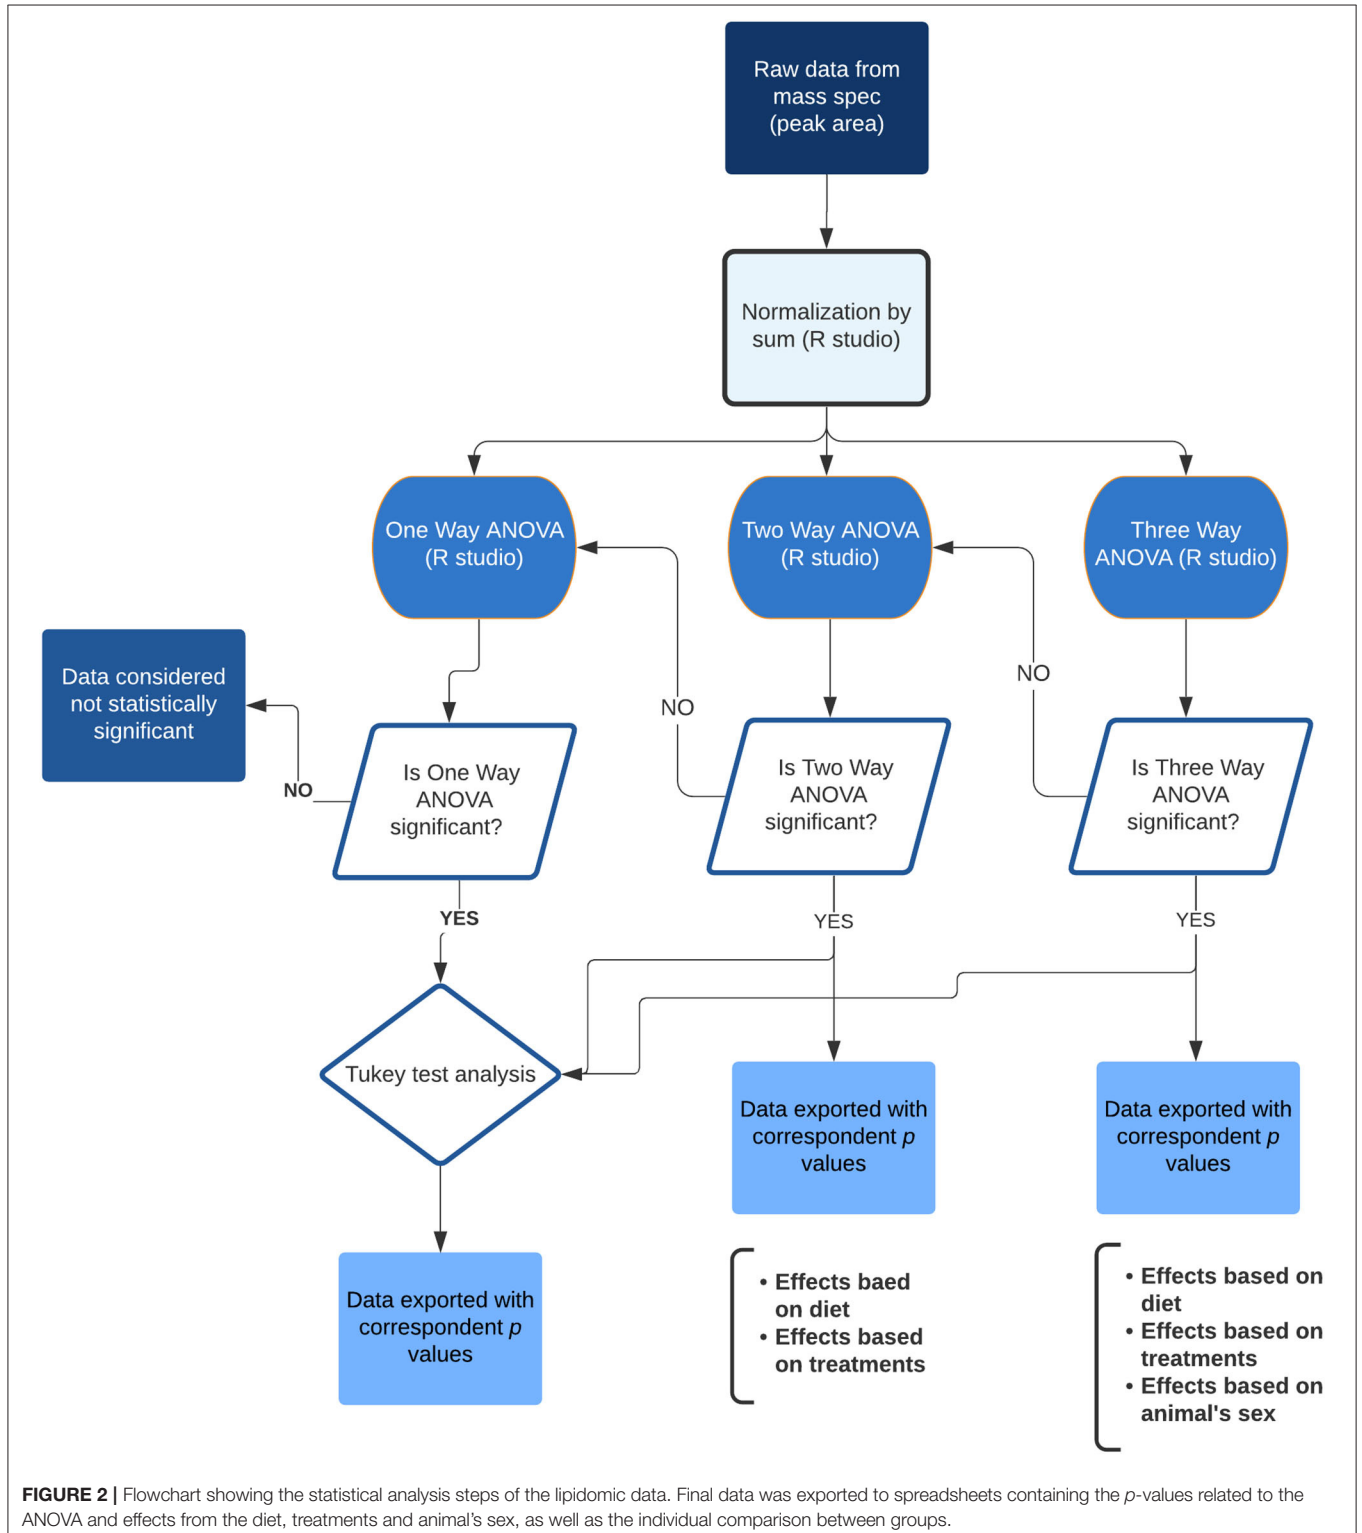 Raw data from
mass spec
(peak area)
Normalization by
sum (R studio)
One Way ANOVA
(R studio)
Two Way ANOVA
(R studio)
Three Way
ANOVA (R studio)
Data considered
not statistically
significant
NO
NO
NO
Is One Way
ANOVA
significant?
Is Two Way
ANOVA
significant?
Is Three Way
ANOVA
significant?
YES
YES
YES
Tukey test analysis
Data exported with
correspondent p
values
Data exported with
correspondent p
values
Data exported with
correspondent p
values
• Effects baed
on diet
• Effects based
on treatments
• Effects based on
diet
• Effects based on
treatments
• Effects based on
animal's sex
FIGURE 2 | Flowchart showing the statistical analysis steps of the lipidomic data. Final data was exported to spreadsheets containing the p-values related to the
ANOVA and effects from the diet, treatments and animal's sex, as well as the individual comparison between groups.